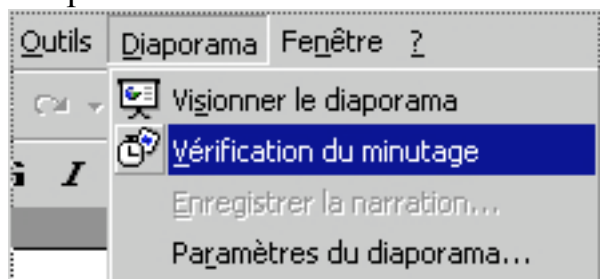 Outils Diaporama Fenêtre ?
Visionner le diaporama
Vérification du minutage
I
Enregistrer la narration...
Paramètres du diaporama...